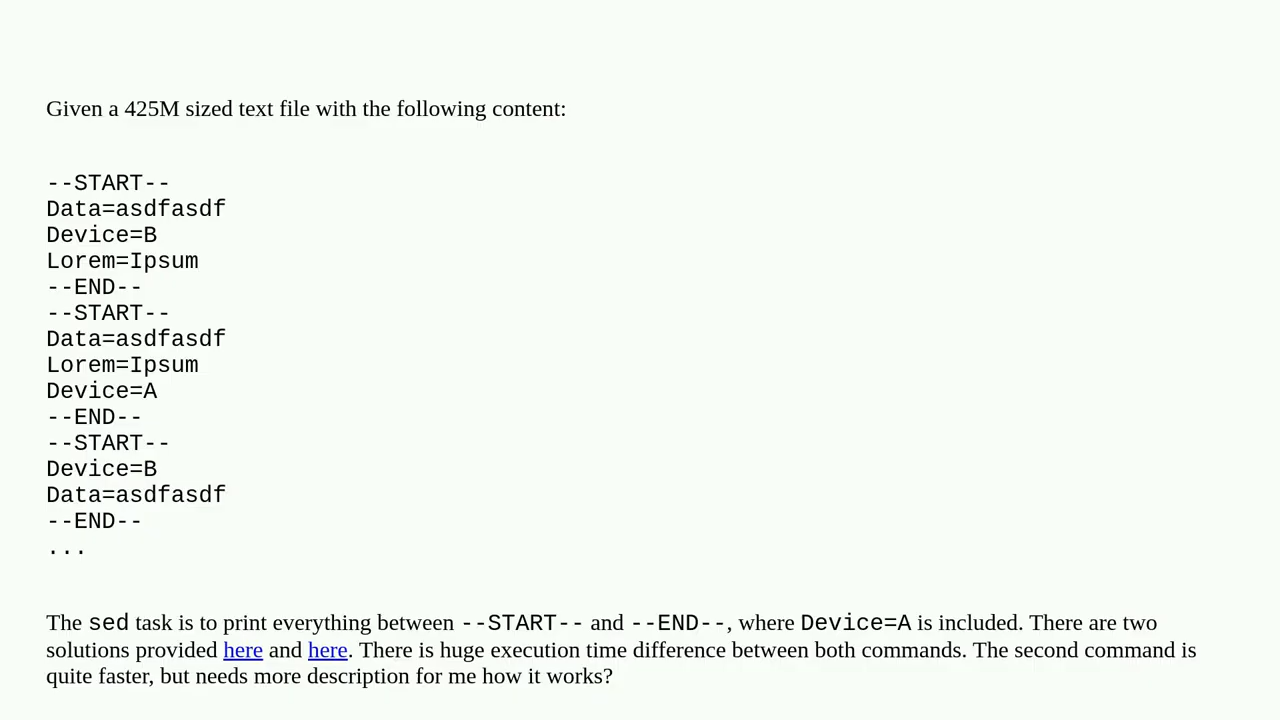 Given a 425M sized text file with the following content:
--START--
Data=asdfasdf
Device=B
Lorem=Ipsum
--END--
--START--
Data=asdfasdf
Lorem=Ipsum
Device=A
--END--
--START--
Device=B
Data=asdfasdf
--END--
...
The sed task is to print everything between --START-- and --END--, where Device=A is included. There are two
solutions provided here and here. There is huge execution time difference between both commands. The second command is
quite faster, but needs more description for me how it works?